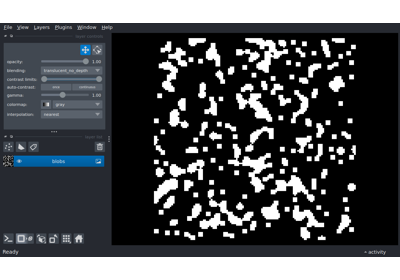 File View Layers Plugins Window Help
opacity: 1.00
blending: translucent_no_depth
contrast limits:
auto-contrast: once continuous
gamma: 1.00
colormap: gray
interpolation: nearest
blobs
Ready activity